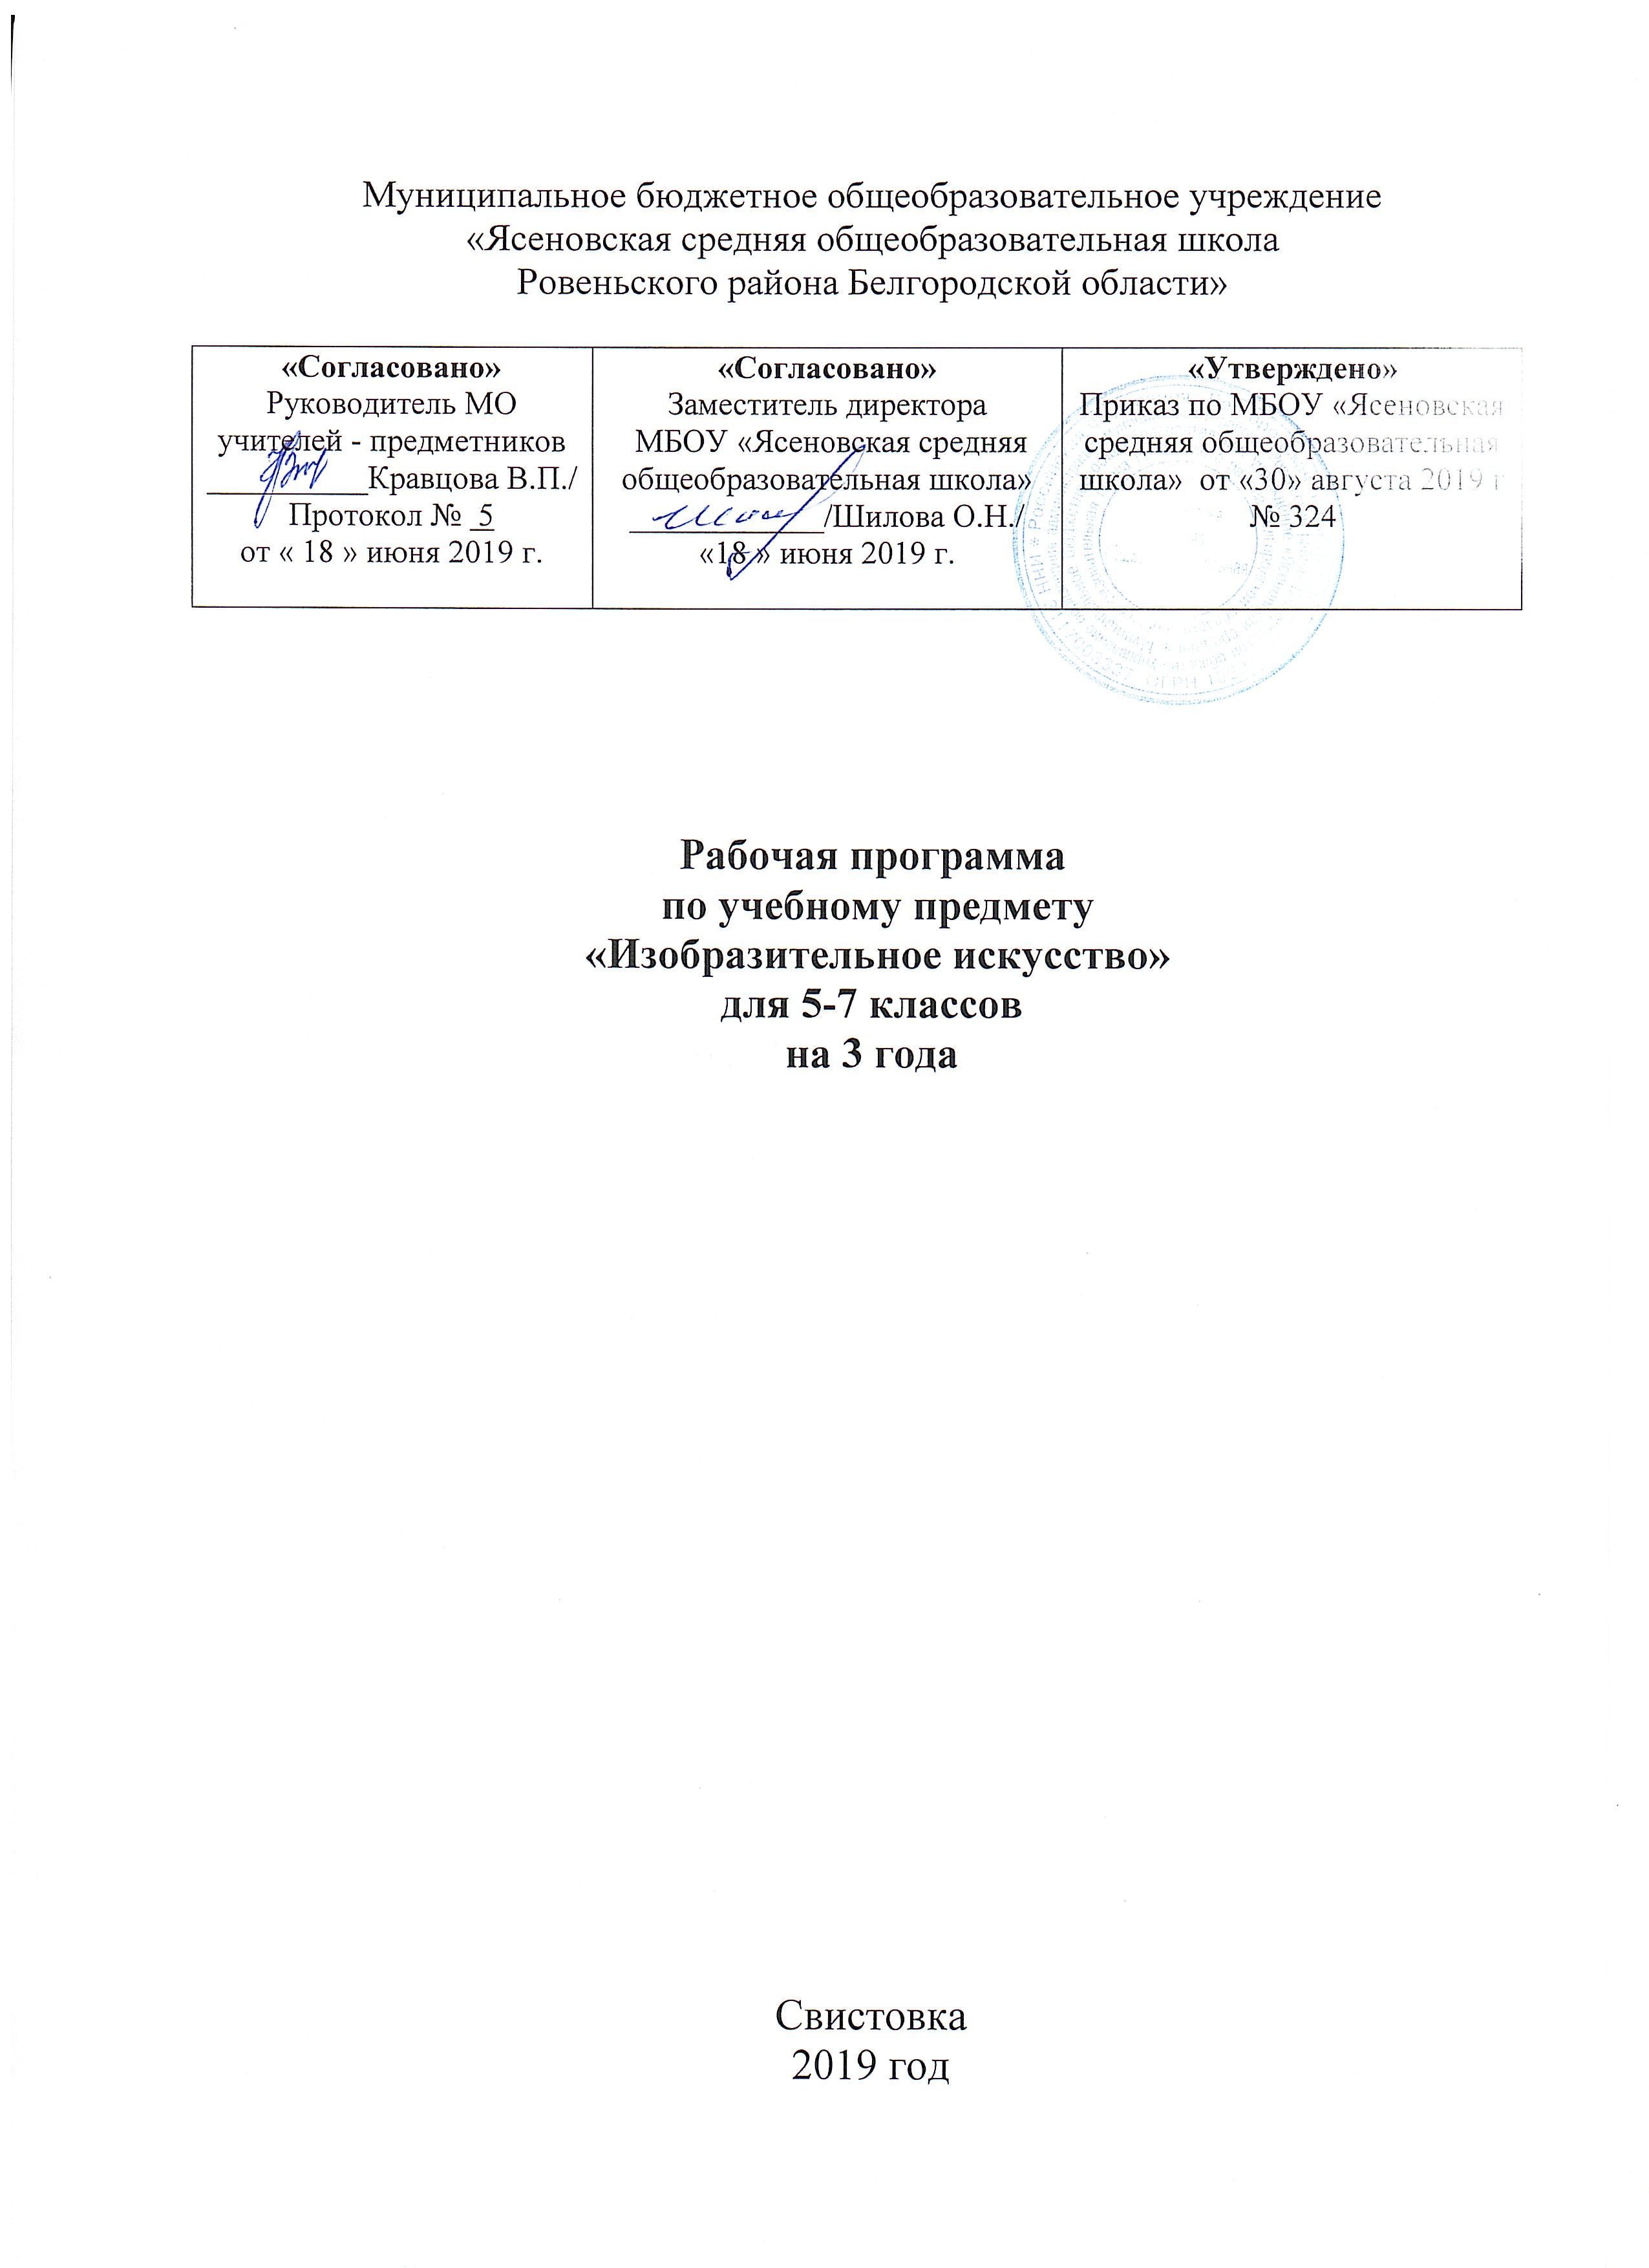 Муниципальное бюджетное общеобразовательное учреждение
«Ясеновская средняя общеобразовательная школа
Ровеньского района Белгородской области»
«Согласовано»
Руководитель МО
учителей - предметников
____________Кравцова В.П./
Протокол № 5
от « 18 » июня 2019 г.
«Согласовано»
Заместитель директора
МБОУ «Ясеновская средняя
общеобразовательная школа»
______________/Шилова О.Н./
«18 » июня 2019 г.
«Утверждено»
Приказ по МБОУ «Ясеновская
средняя общеобразовательная
школа» от «30» августа 2019 г
№ 324
Рабочая программа
по учебному предмету
«Изобразительное искусство»
для 5-7 классов
на 3 года
Свистовка
2019 год